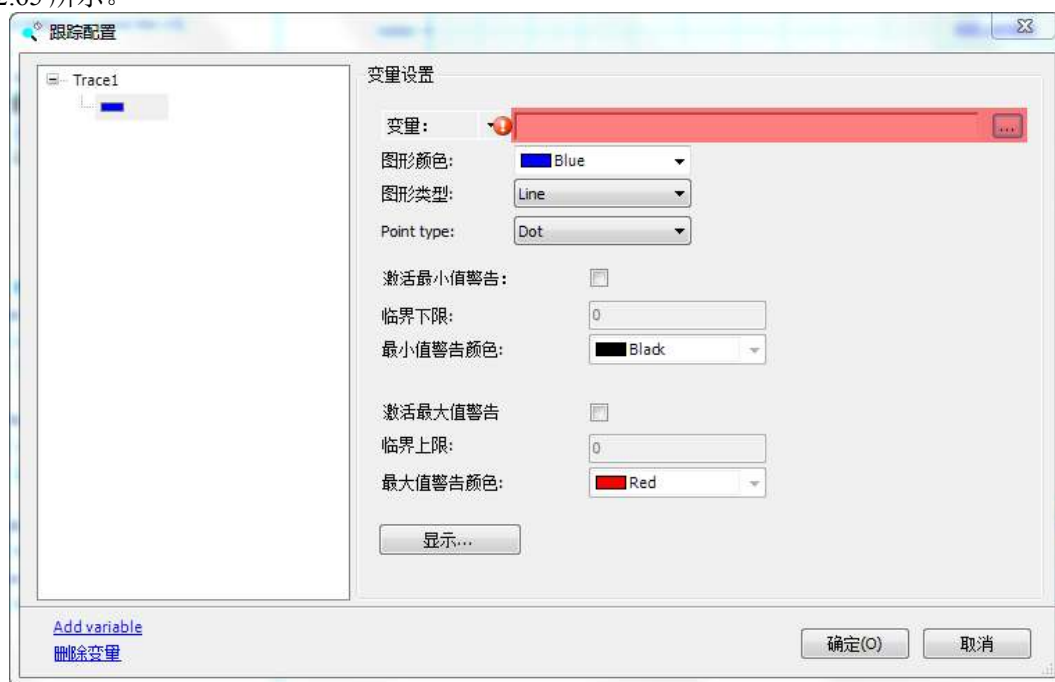 2.65 所示。
跟踪配置
Trace1
变量设置
变量:
...
图形颜色: Blue
图形类型: Line
Point type: Dot
激活最小值警告:
临界下限: 0
最小值警告颜色: Black
激活最大值警告
临界上限: 0
最大值警告颜色: Red
显示...
Add variable
删除变量
确定(O) 取消